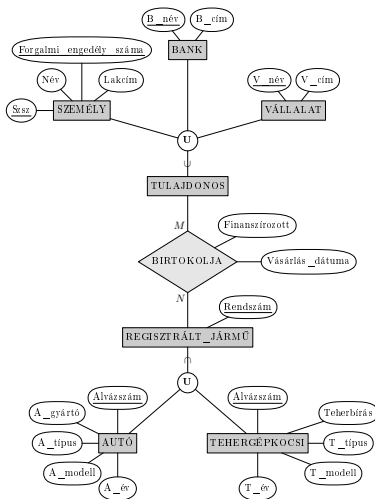 B_név
B_cím
BANK
Forgalmi_engedély_száma
Név
Lakcím
Szsz
SZEMÉLY
V_név
V_cím
VÁLLALAT
U
∪
TULAJDONOS
M
Finanszírozott
BIRTOKOLJA
Vásárlás_dátuma
N
Rendszám
REGISZTRÁLT_JÁRMŰ
∩
U
Alvázszám
A_gyártó
A_típus
AUTÓ
A_modell
A_év
Alvázszám
Teherbírás
TEHERGÉPKOCSI
T_típus
T_modell
T_év